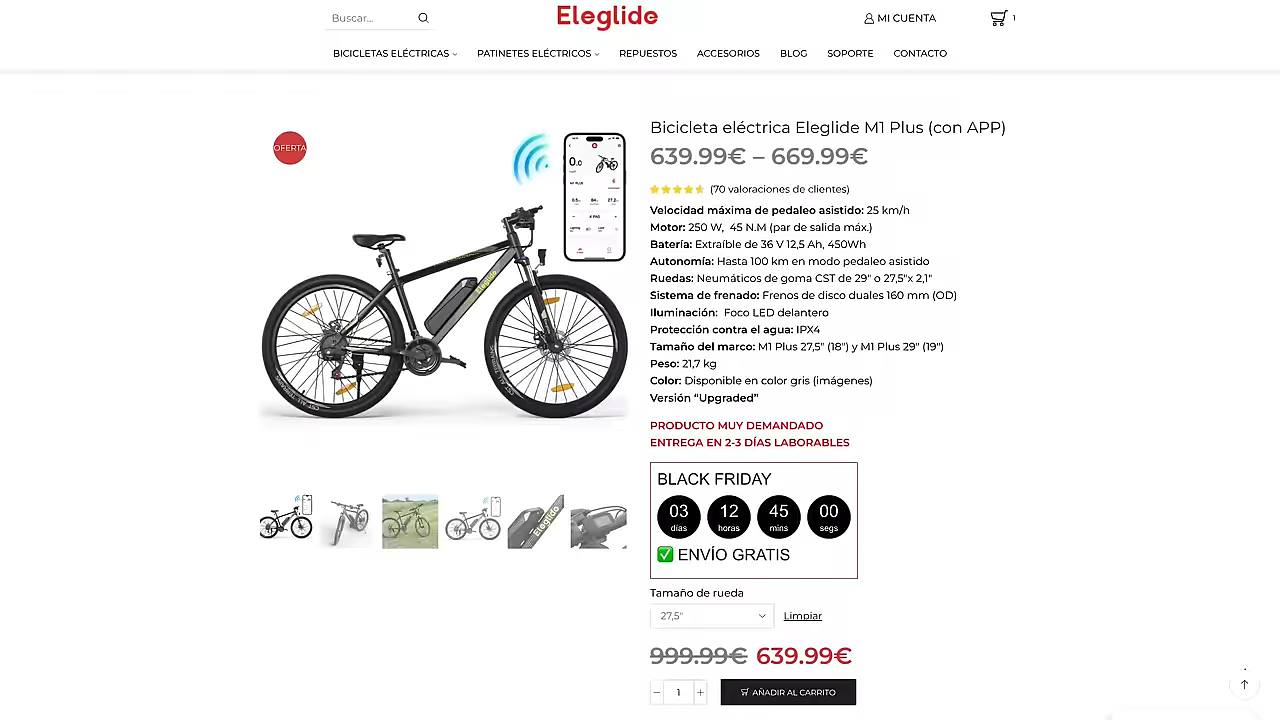 Buscar...
Eleglide
MI CUENTA
1
BICICLETAS ELÉCTRICAS
PATINETES ELÉCTRICOS
REPUESTOS
ACCESORIOS
BLOG
SOPORTE
CONTACTO
OFERTA
Eleglide
Bicicleta eléctrica Eleglide M1 Plus (con APP)
639.99€ – 669.99€
(70 valoraciones de clientes)
Velocidad máxima de pedaleo asistido: 25 km/h
Motor: 250 W, 45 N.M (par de salida máx.)
Batería: Extraíble de 36 V 12,5 Ah, 450Wh
Autonomía: Hasta 100 km en modo pedaleo asistido
Ruedas: Neumáticos de goma CST de 29" o 27,5"x 2,1"
Sistema de frenado: Frenos de disco duales 160 mm (OD)
Iluminación: Foco LED delantero
Protección contra el agua: IPX4
Tamaño del marco: M1 Plus 27,5" (18") y M1 Plus 29" (19")
Peso: 21,7 kg
Color: Disponible en color gris (imágenes)
Versión “Upgraded”
PRODUCTO MUY DEMANDADO
ENTREGA EN 2-3 DÍAS LABORABLES
BLACK FRIDAY
03 12 45 00
días horas mins segs
✅ ENVÍO GRATIS
Eleglide
Tamaño de rueda
27,5"
Limpiar
999.99€ 639.99€
− 1 +
AÑADIR AL CARRITO